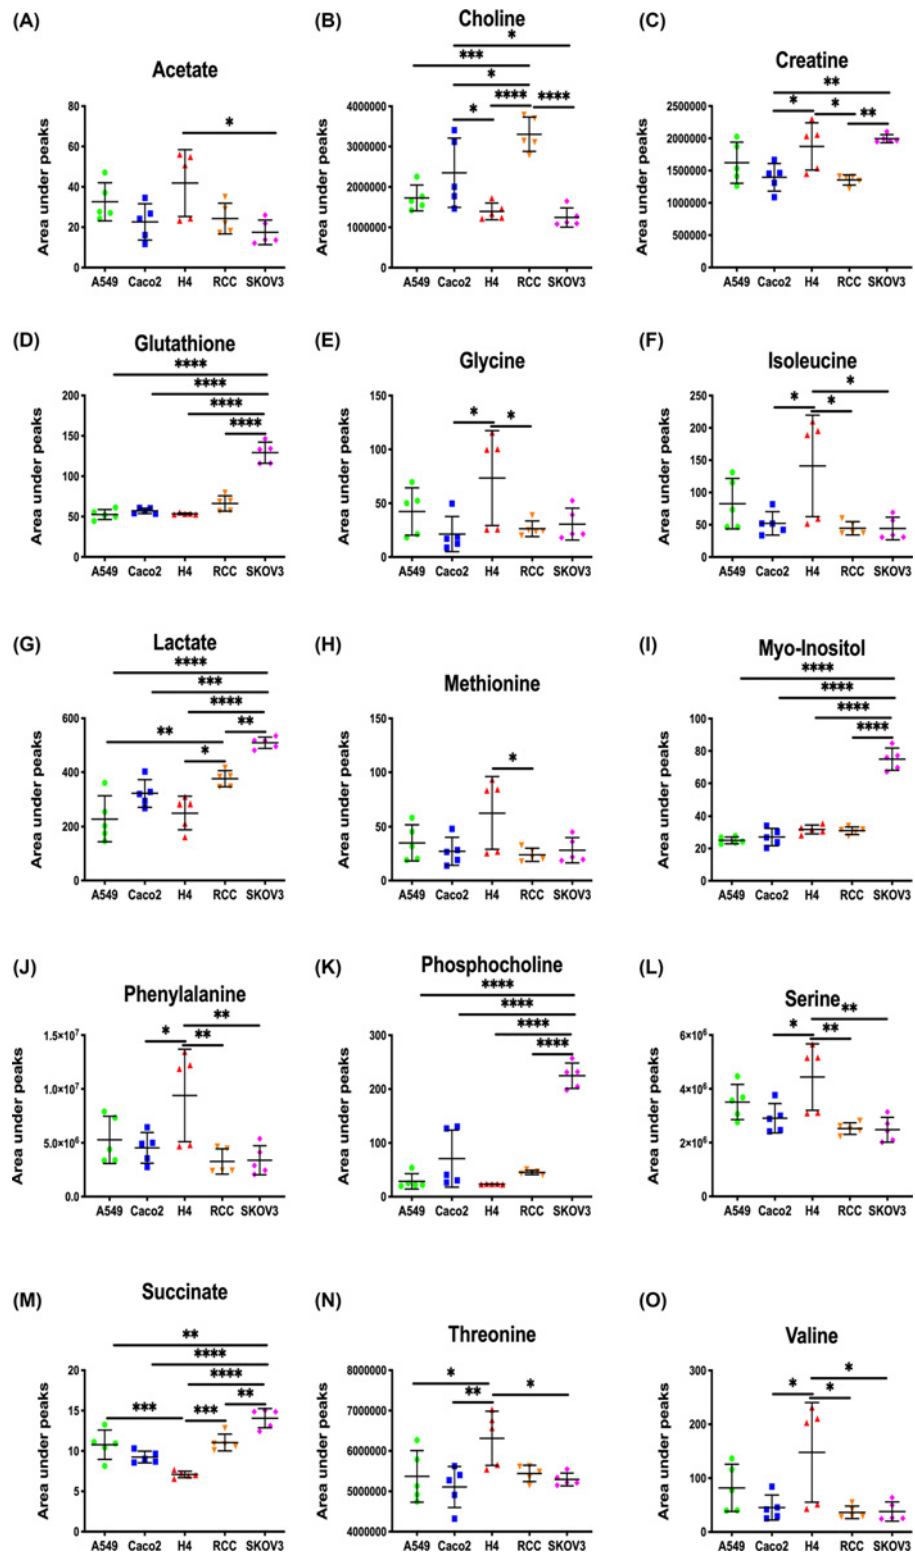 (A)
Acetate
*
Area under peaks
80
60
40
20
0
A549 Caco2 H4 RCC SKOV3
(B)
Choline
*
***
*
* **** ****
Area under peaks
4000000
3000000
2000000
1000000
0
A549 Caco2 H4 RCC SKOV3
(C)
Creatine
**
* * **
Area under peaks
2500000
2000000
1500000
1000000
500000
0
A549 Caco2 H4 RCC SKOV3
(D)
Glutathione
****
****
****
****
Area under peaks
200
150
100
50
0
A549 Caco2 H4 RCC SKOV3
(E)
Glycine
* *
Area under peaks
150
100
50
0
A549 Caco2 H4 RCC SKOV3
(F)
Isoleucine
*
* *
Area under peaks
250
200
150
100
50
0
A549 Caco2 H4 RCC SKOV3
(G)
Lactate
****
***
****
** **
*
Area under peaks
600
400
200
0
A549 Caco2 H4 RCC SKOV3
(H)
Methionine
*
Area under peaks
150
100
50
0
A549 Caco2 H4 RCC SKOV3
(I)
Myo-Inositol
****
****
****
****
Area under peaks
100
80
60
40
20
0
A549 Caco2 H4 RCC SKOV3
(J)
Phenylalanine
**
* **
Area under peaks
1.5×10⁷
1.0×10⁷
5.0×10⁶
0.0
A549 Caco2 H4 RCC SKOV3
(K)
Phosphocholine
****
****
****
****
Area under peaks
300
200
100
0
A549 Caco2 H4 RCC SKOV3
(L)
Serine
**
* **
Area under peaks
6×10⁶
4×10⁶
2×10⁶
0
A549 Caco2 H4 RCC SKOV3
(M)
Succinate
**
****
****
**
*** ***
Area under peaks
20
15
10
5
0
A549 Caco2 H4 RCC SKOV3
(N)
Threonine
* *
**
Area under peaks
8000000
7000000
6000000
5000000
4000000
A549 Caco2 H4 RCC SKOV3
(O)
Valine
*
* *
Area under peaks
300
200
100
0
A549 Caco2 H4 RCC SKOV3